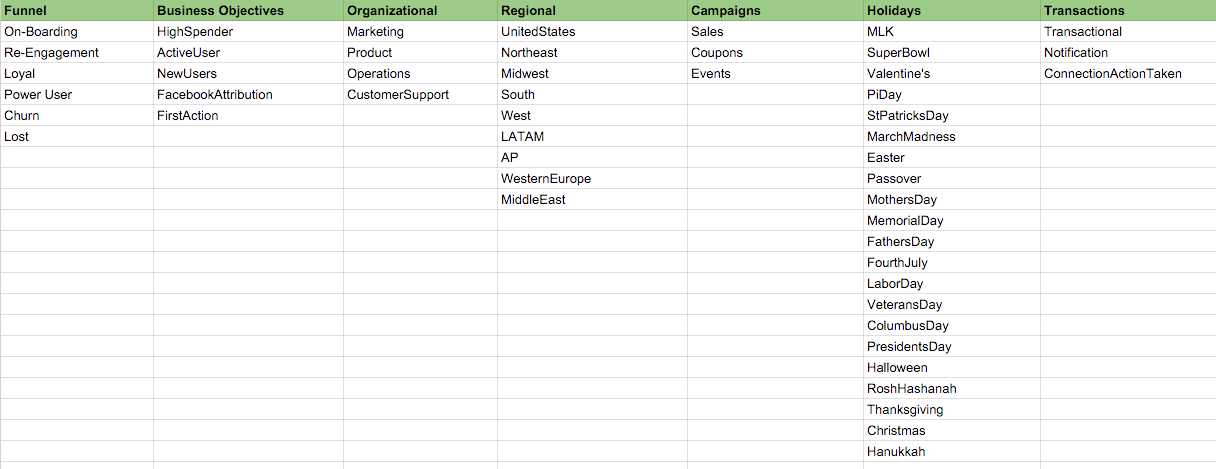 Funnel Business Objectives Organizational Regional Campaigns Holidays Transactions
On-Boarding HighSpender Marketing UnitedStates Sales MLK Transactional
Re-Engagement ActiveUser Product Northeast Coupons SuperBowl Notification
Loyal NewUsers Operations Midwest Events Valentine's ConnectionActionTaken
Power User FacebookAttribution CustomerSupport South PiDay
Churn FirstAction West StPatricksDay
Lost LATAM MarchMadness
AP Easter
WesternEurope Passover
MiddleEast MothersDay
MemorialDay
FathersDay
FourthJuly
LaborDay
VeteransDay
ColumbusDay
PresidentsDay
Halloween
RoshHashanah
Thanksgiving
Christmas
Hanukkah